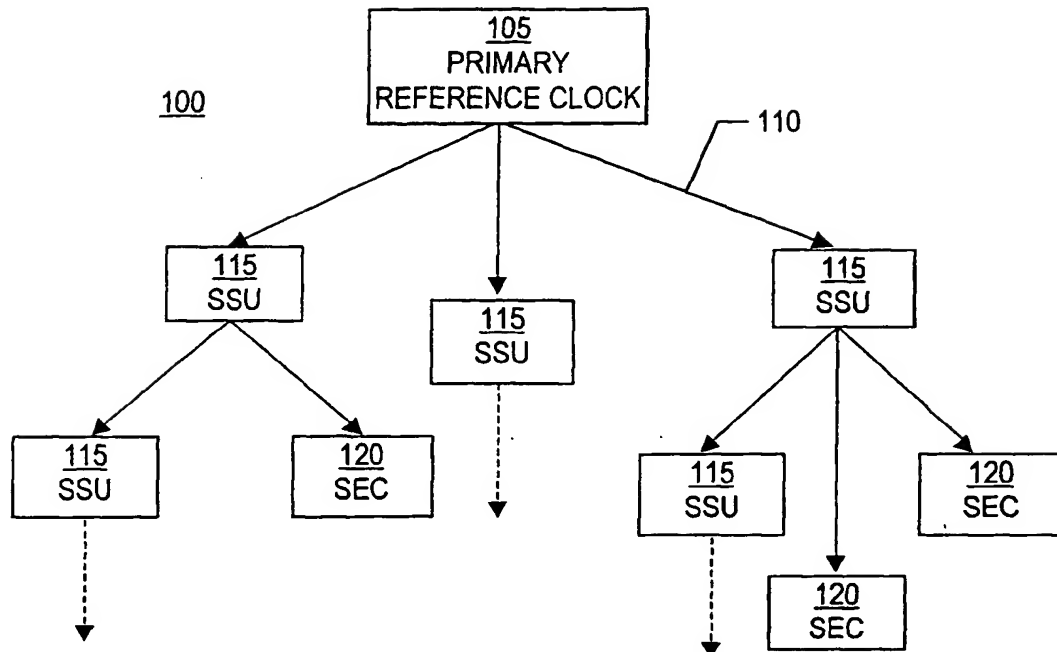 105
PRIMARY
REFERENCE CLOCK
100
110
115
SSU
115
SSU
115
SSU
115
SSU
120
SEC
115
SSU
120
SEC
120
SEC